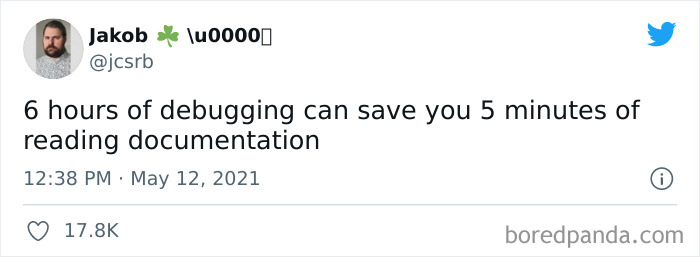 Jakob ☘️ \u0000▯
@jcsrb
6 hours of debugging can save you 5 minutes of
reading documentation
12:38 PM · May 12, 2021
17.8K
boredpanda.com